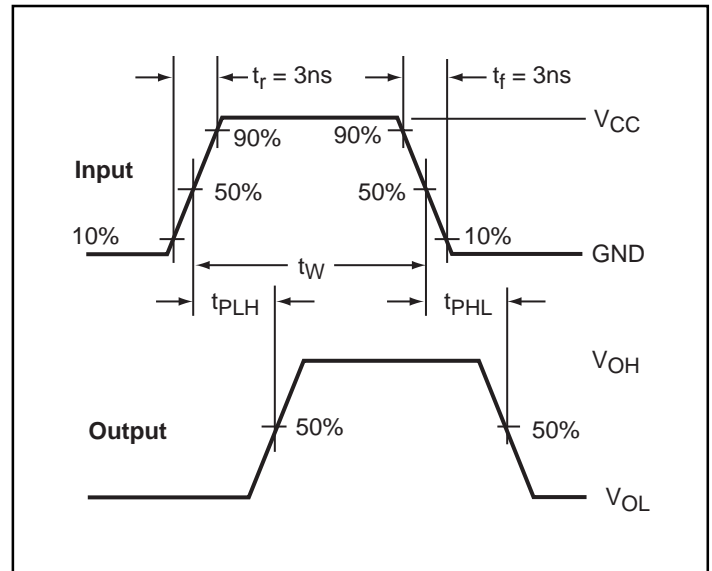 tr = 3ns
tf = 3ns
VCC
90%
90%
Input
50%
50%
10%
10%
GND
tW
tPLH
tPHL
VOH
Output
50%
50%
VOL